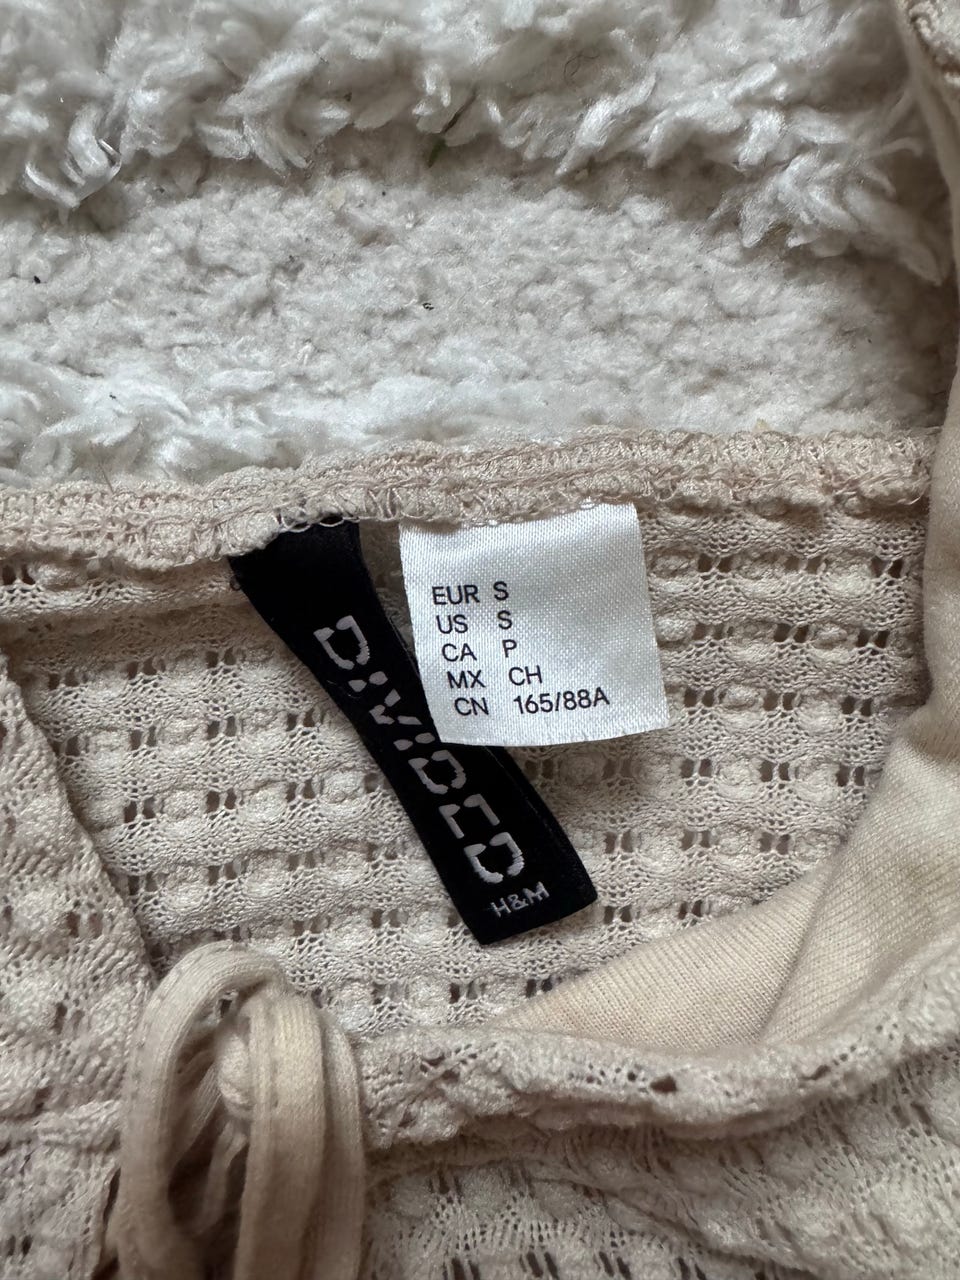 EUR S
US S
CA P
MX CH
CN 165/88A
DIVIDED
H&M